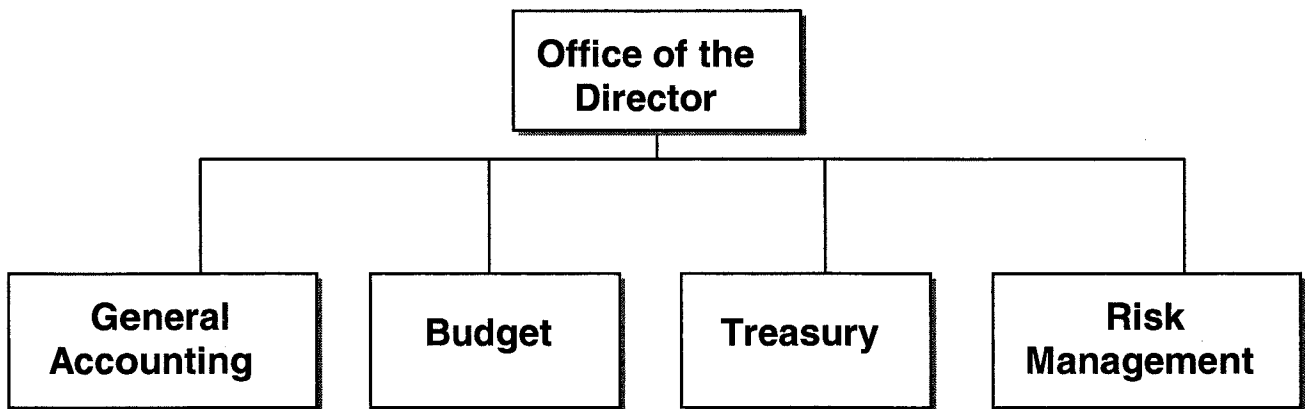 Office of the
Director
General
Accounting
Budget
Treasury
Risk
Management